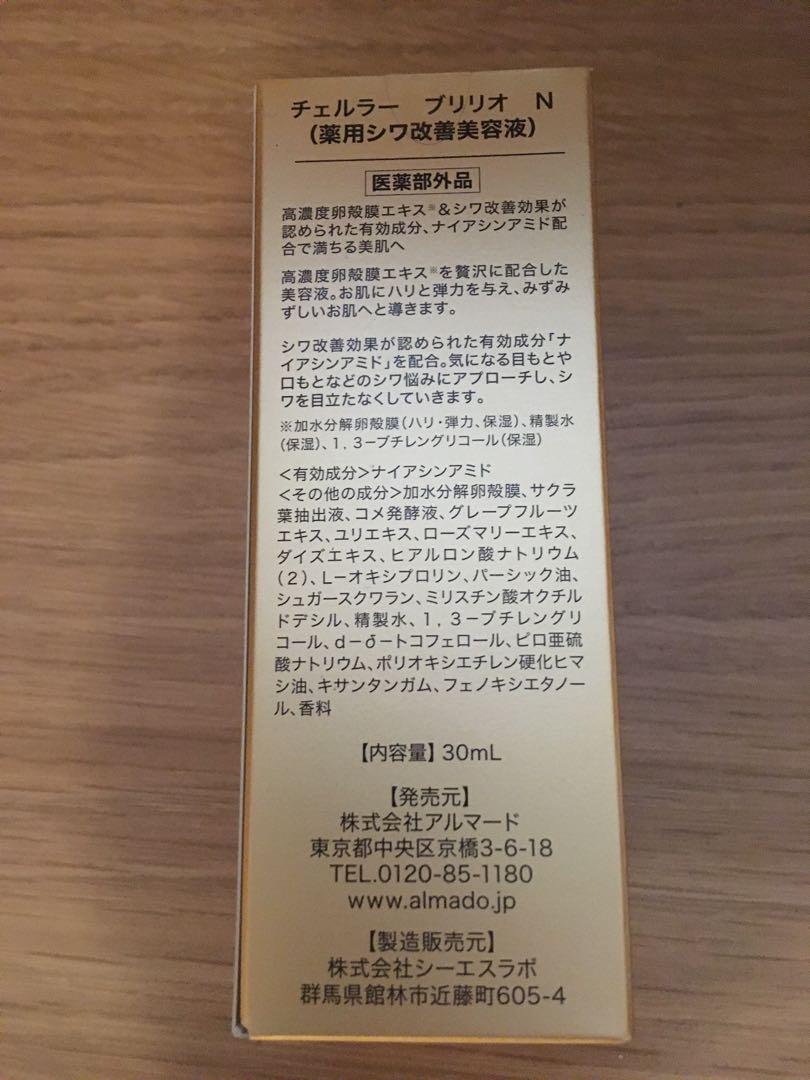 チェルラー　ブリリオ　N
（薬用シワ改善美容液）
医薬部外品
高濃度卵殻膜エキス※＆シワ改善効果が
認められた有効成分、ナイアシンアミド配
合で満ちる美肌へ
高濃度卵殻膜エキス※を贅沢に配合した
美容液。お肌にハリと弾力を与え、みずみ
ずしいお肌へと導きます。
シワ改善効果が認められた有効成分「ナ
イアシンアミド」を配合。気になる目もとや
口もとなどのシワ悩みにアプローチし、シ
ワを目立たなくしていきます。
※加水分解卵殻膜（ハリ・弾力、保湿）、精製水
（保湿）、1，3−ブチレングリコール（保湿）
＜有効成分＞ナイアシンアミド
＜その他の成分＞加水分解卵殻膜、サクラ
葉抽出液、コメ発酵液、グレープフルーツ
エキス、ユリエキス、ローズマリーエキス、
ダイズエキス、ヒアルロン酸ナトリウム
（2）、L−オキシプロリン、パーシック油、
シュガースクワラン、ミリスチン酸オクチル
ドデシル、精製水、1，3−ブチレングリ
コール、d−δ−トコフェロール、ピロ亜硫
酸ナトリウム、ポリオキシエチレン硬化ヒマ
シ油、キサンタンガム、フェノキシエタノー
ル、香料
【内容量】30mL
【発売元】
株式会社アルマード
東京都中央区京橋3-6-18
TEL.0120-85-1180
www.almado.jp
【製造販売元】
株式会社シーエスラボ
群馬県館林市近藤町605-4